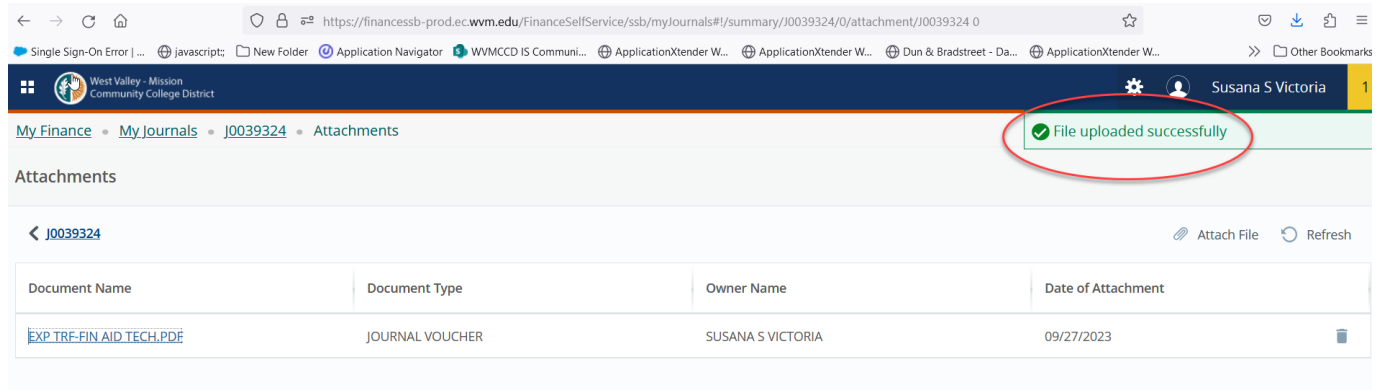 https://financessb-prod.ec.wvm.edu/FinanceSelfService/ssb/myJournals#!/summary/J0039324/0/attachment/J0039324 0
Single Sign-On Error | ... javascript:; New Folder Application Navigator WVMCCD IS Communi... ApplicationXtender W... ApplicationXtender W... Dun & Bradstreet - Da... ApplicationXtender W... Other Bookmarks
West Valley - Mission
Community College District
Susana S Victoria 1
My Finance • My Journals • J0039324 • Attachments
File uploaded successfully
Attachments
J0039324
Attach File Refresh
Document Name Document Type Owner Name Date of Attachment
EXP TRF-FIN AID TECH.PDF JOURNAL VOUCHER SUSANA S VICTORIA 09/27/2023